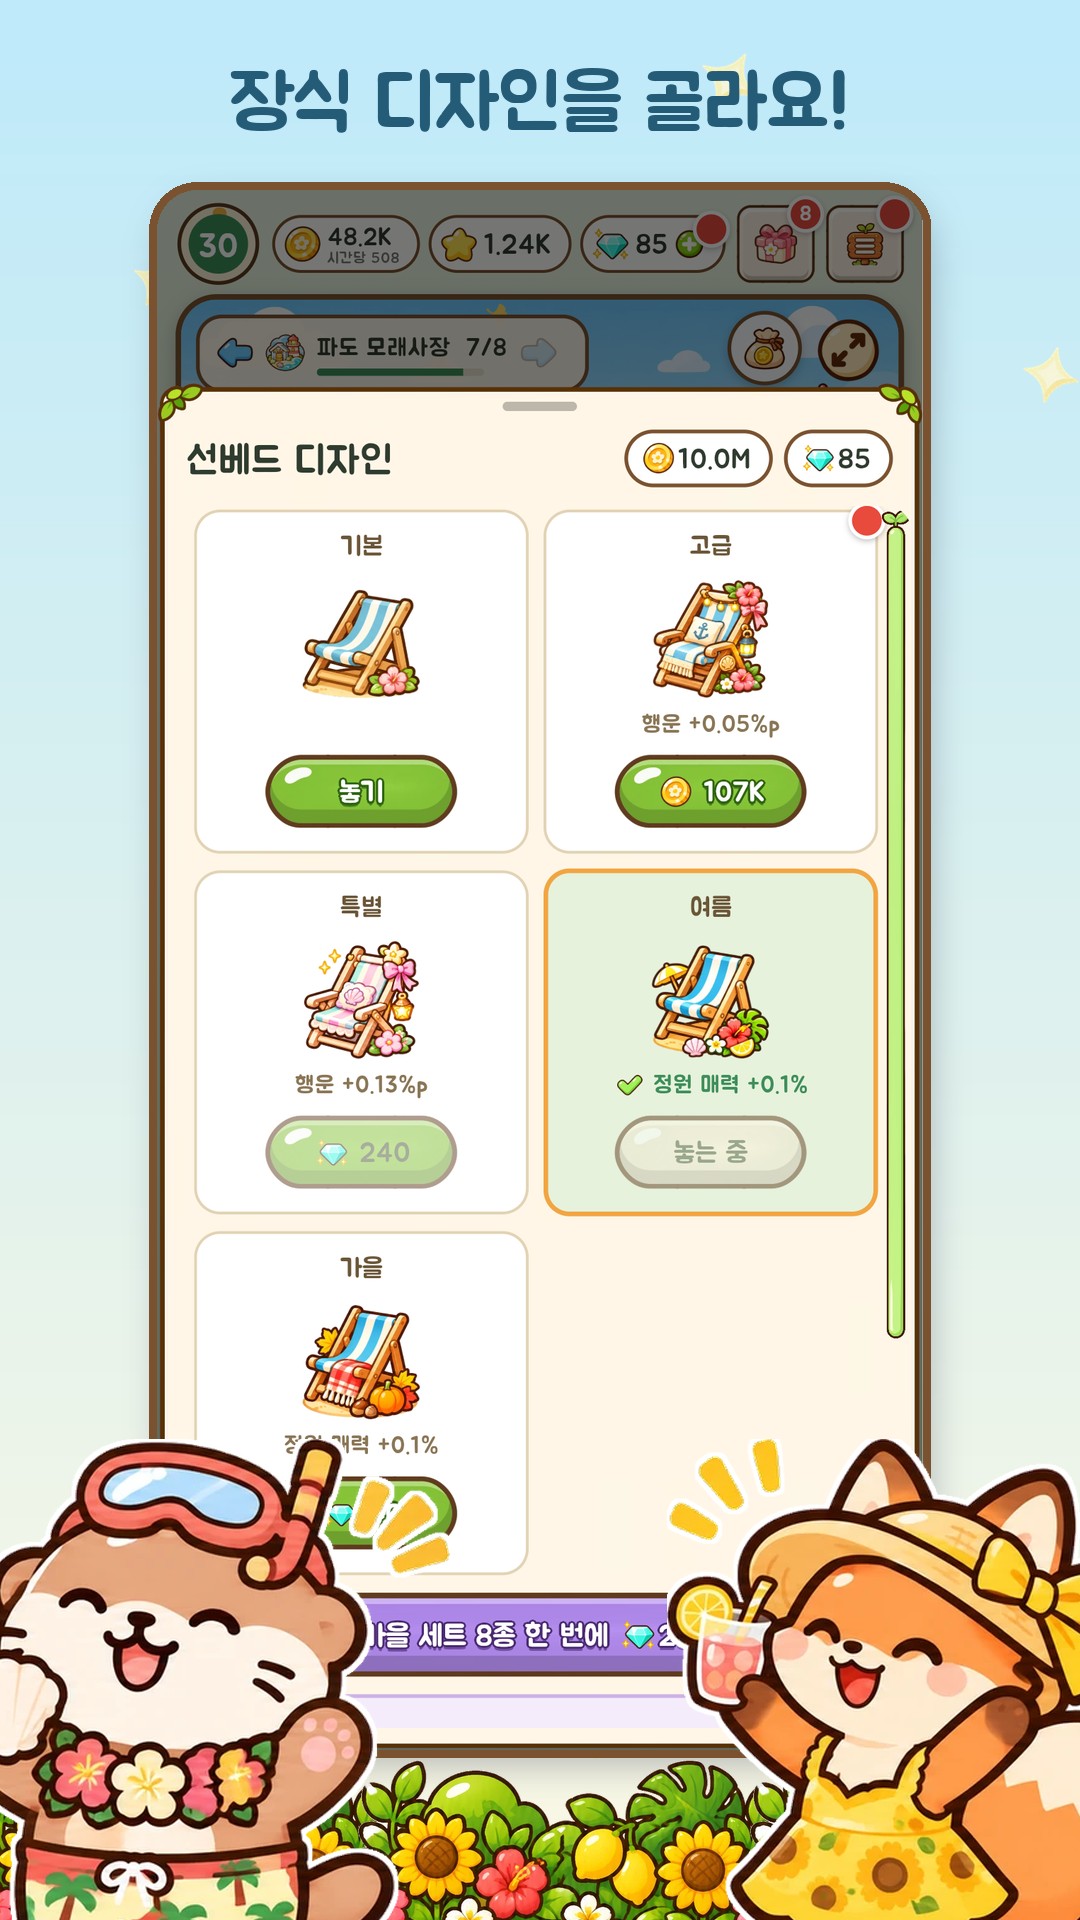 장식 디자인을 골라요!
30
48.2K
시간당 508
1.24K
85
8
파도 모래사장 7/8
선베드 디자인
10.0M
85
기본
고급
행운 +0.05%p
놓기
107K
특별
여름
행운 +0.13%p
정원 매력 +0.1%
240
놓는 중
가을
정원 매력 +0.1%
가을 세트 8종 한 번에